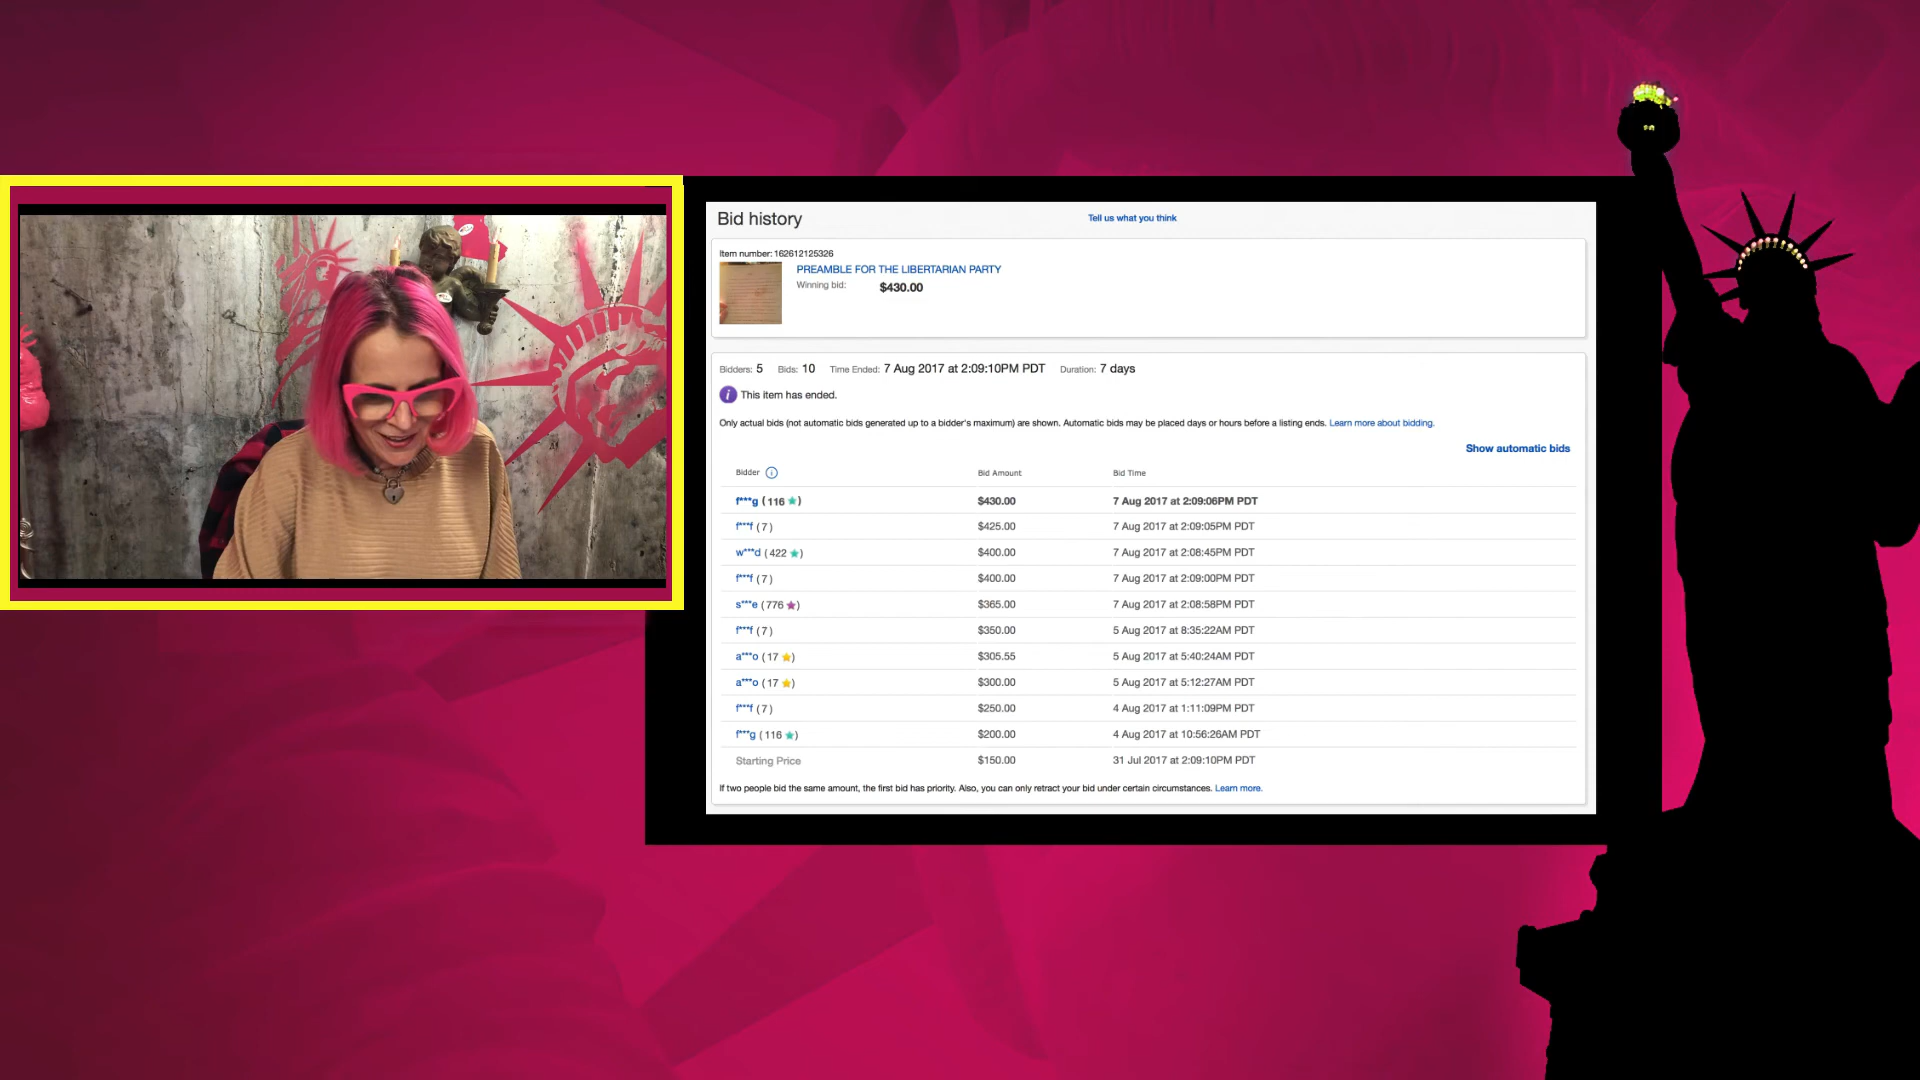 Bid history
Tell us what you think
Item number: 162612125326
PREAMBLE FOR THE LIBERTARIAN PARTY
Winning bid: $430.00
Bidders: 5 Bids: 10 Time Ended: 7 Aug 2017 at 2:09:10PM PDT Duration: 7 days
i This item has ended.
Only actual bids (not automatic bids generated up to a bidder's maximum) are shown. Automatic bids may be placed days or hours before a listing ends. Learn more about bidding.
Show automatic bids
Bidder i Bid Amount Bid Time
f***g (116 ★) $430.00 7 Aug 2017 at 2:09:06PM PDT
f***f (7) $425.00 7 Aug 2017 at 2:09:05PM PDT
w***d (422 ★) $400.00 7 Aug 2017 at 2:08:45PM PDT
f***f (7) $400.00 7 Aug 2017 at 2:09:00PM PDT
s***e (776 ★) $365.00 7 Aug 2017 at 2:08:58PM PDT
f***f (7) $350.00 5 Aug 2017 at 8:35:22AM PDT
a***o (17 ★) $305.55 5 Aug 2017 at 5:40:24AM PDT
a***o (17 ★) $300.00 5 Aug 2017 at 5:12:27AM PDT
f***f (7) $250.00 4 Aug 2017 at 1:11:09PM PDT
f***g (116 ★) $200.00 4 Aug 2017 at 10:56:26AM PDT
Starting Price $150.00 31 Jul 2017 at 2:09:10PM PDT
If two people bid the same amount, the first bid has priority. Also, you can only retract your bid under certain circumstances. Learn more.